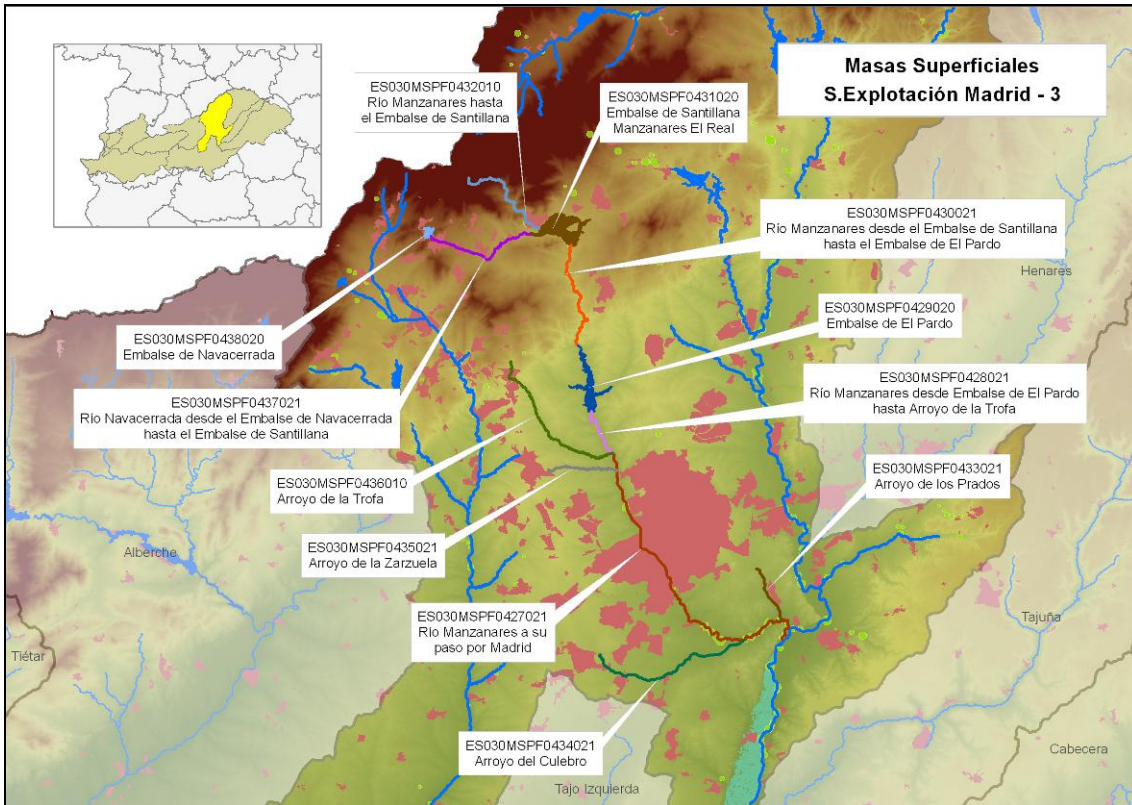 Masas Superficiales
S.Explotación Madrid - 3
ES030MSPF0432010
Río Manzanares hasta
el Embalse de Santillana
ES030MSPF0431020
Embalse de Santillana
Manzanares El Real
ES030MSPF0430021
Río Manzanares desde el Embalse de Santillana
hasta el Embalse de El Pardo
Henares
ES030MSPF0429020
Embalse de El Pardo
ES030MSPF0438020
Embalse de Navacerrada
ES030MSPF0428021
Río Manzanares desde Embalse de El Pardo
hasta Arroyo de la Trofa
ES030MSPF0437021
Río Navacerrada desde el Embalse de Navacerrada
hasta el Embalse de Santillana
ES030MSPF0433021
Arroyo de los Prados
ES030MSPF0436010
Arroyo de la Trofa
ES030MSPF0435021
Arroyo de la Zarzuela
Alberche
ES030MSPF0427021
Río Manzanares a su
paso por Madrid
Tajuña
Tiétar
ES030MSPF0434021
Arroyo del Culebro
Cabecera
Tajo Izquierda